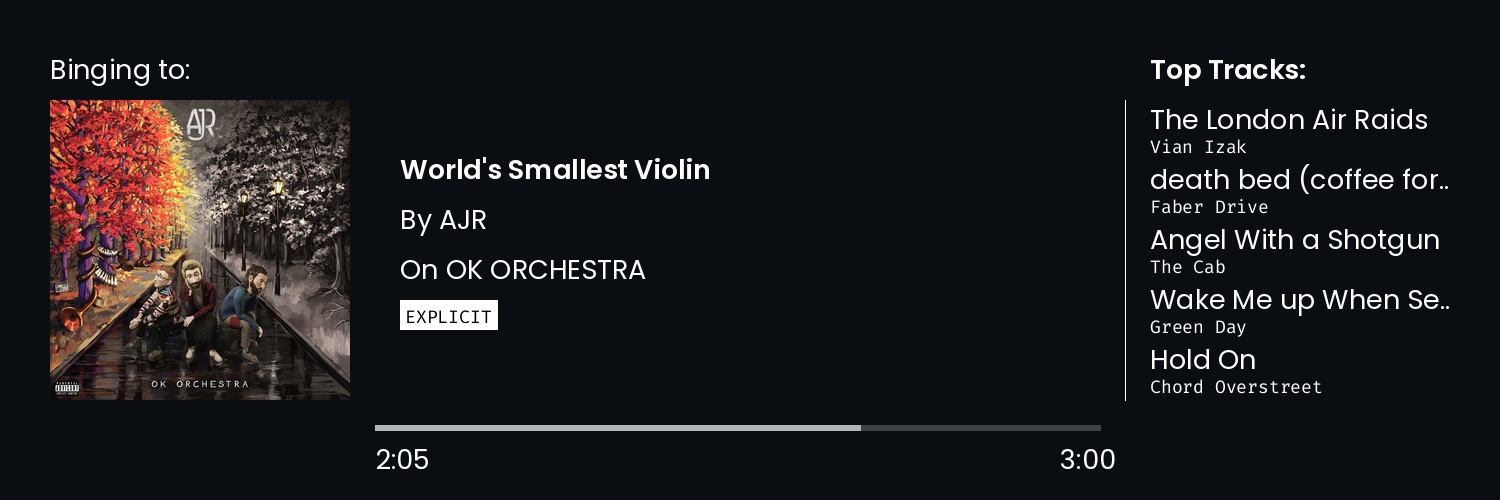 Binging to:
AJR
OK ORCHESTRA
World's Smallest Violin
By AJR
On OK ORCHESTRA
EXPLICIT
2:05
3:00
Top Tracks:
The London Air Raids
Vian Izak
death bed (coffee for..
Faber Drive
Angel With a Shotgun
The Cab
Wake Me up When Se..
Green Day
Hold On
Chord Overstreet